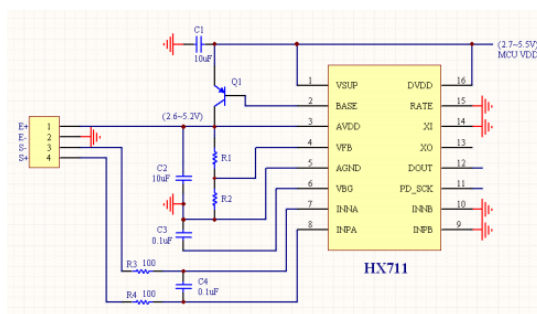 C1
10uF
(2.7~5.5V)
MCU VDD
Q1
1 VSUP DVDD 16
2 BASE RATE 15
(2.6~5.2V)
3 AVDD XI 14
4 VFB XO 13
5 AGND DOUT 12
6 VBG PD_SCK 11
7 INNA INNB 10
8 INPA INPB 9
HX711
E+ 1
E- 2
S- 3
S+ 4
R1
C2
10uF
R2
C3
0.1uF
R3 100
C4
0.1uF
R4 100